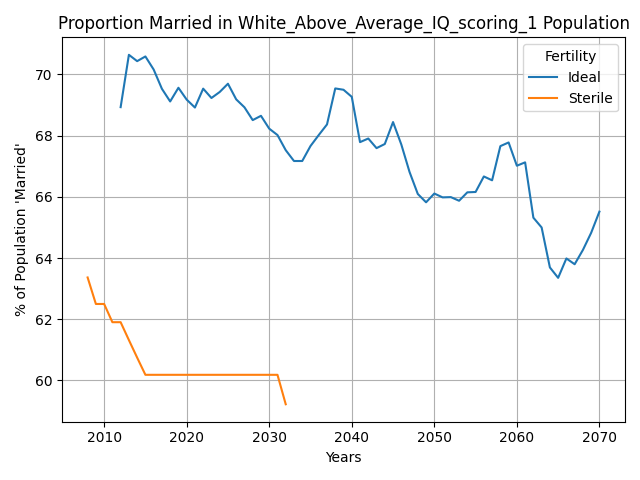 Proportion Married in White_Above_Average_IQ_scoring_1 Population
Fertility
Ideal
Sterile
% of Population 'Married'
70
68
66
64
62
60
2010
2020
2030
2040
2050
2060
2070
Years